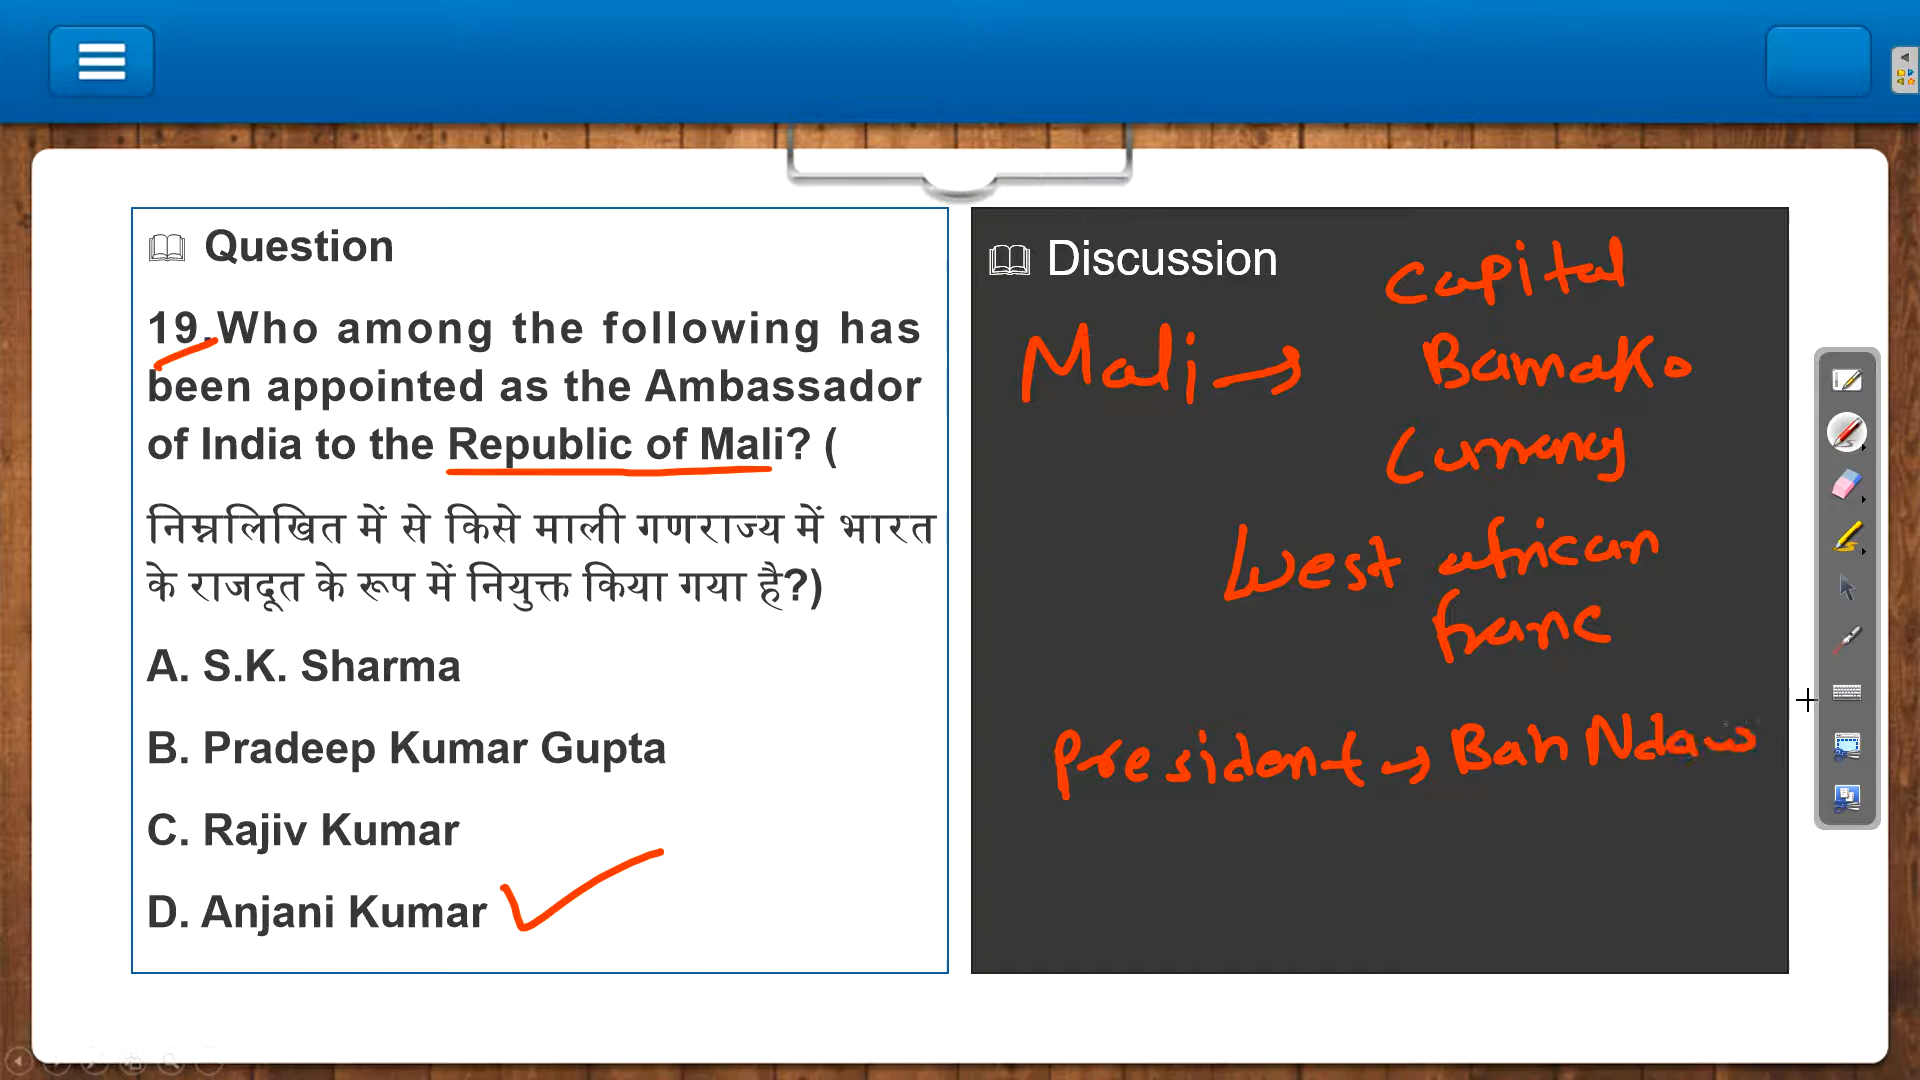 Question
19.Who among the following has
been appointed as the Ambassador
of India to the Republic of Mali? (
निम्नलिखित में से किसे माली गणराज्य में भारत
के राजदूत के रूप में नियुक्त किया गया है?)
A. S.K. Sharma
B. Pradeep Kumar Gupta
C. Rajiv Kumar
D. Anjani Kumar
Discussion
Capital
Mali → Bamako
Currency
West african
franc
President → Bah Ndaw